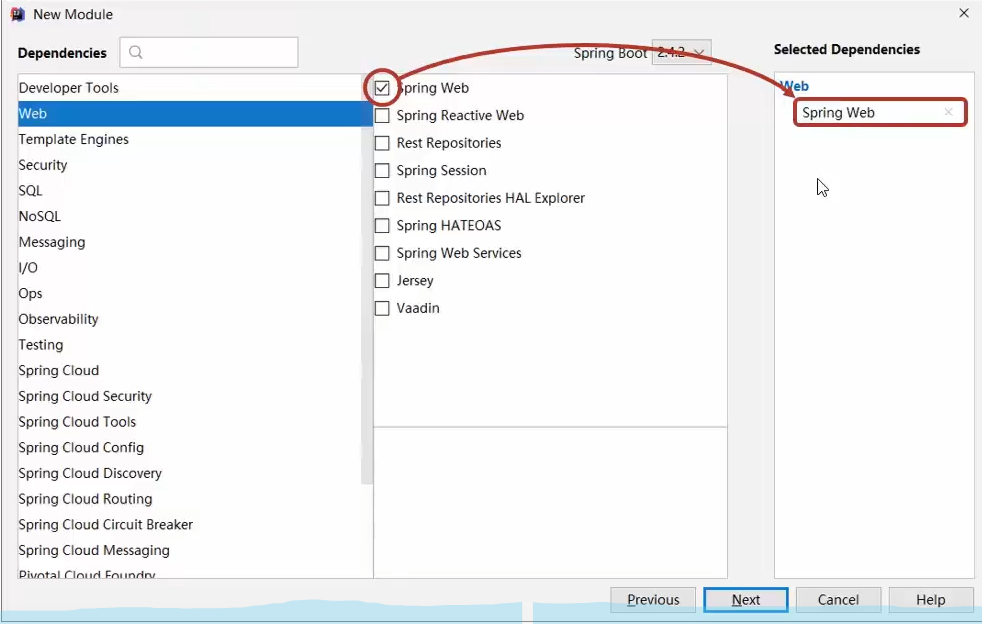 New Module
Dependencies
Spring Boot 2.4.2
Selected Dependencies
Developer Tools
Web
Template Engines
Security
SQL
NoSQL
Messaging
I/O
Ops
Observability
Testing
Spring Cloud
Spring Cloud Security
Spring Cloud Tools
Spring Cloud Config
Spring Cloud Discovery
Spring Cloud Routing
Spring Cloud Circuit Breaker
Spring Cloud Messaging
Pivotal Cloud Foundry
Spring Web
Spring Reactive Web
Rest Repositories
Spring Session
Rest Repositories HAL Explorer
Spring HATEOAS
Spring Web Services
Jersey
Vaadin
Web
Spring Web
Previous
Next
Cancel
Help